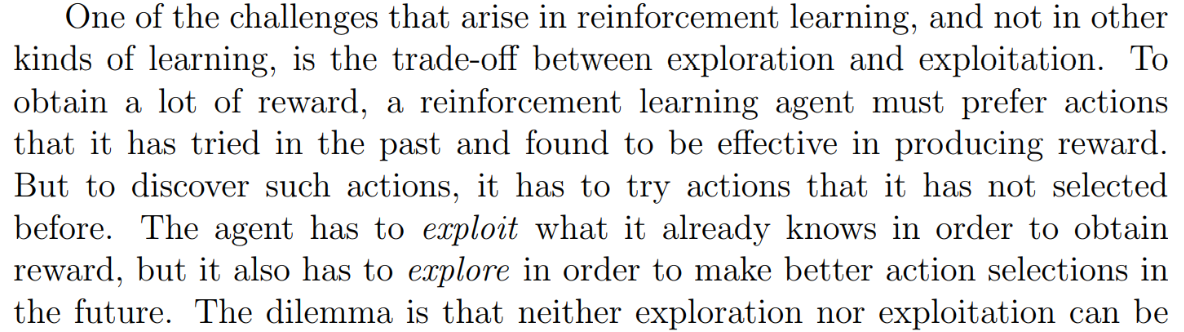 One of the challenges that arise in reinforcement learning, and not in other
kinds of learning, is the trade-off between exploration and exploitation. To
obtain a lot of reward, a reinforcement learning agent must prefer actions
that it has tried in the past and found to be effective in producing reward.
But to discover such actions, it has to try actions that it has not selected
before. The agent has to exploit what it already knows in order to obtain
reward, but it also has to explore in order to make better action selections in
the future. The dilemma is that neither exploration nor exploitation can be